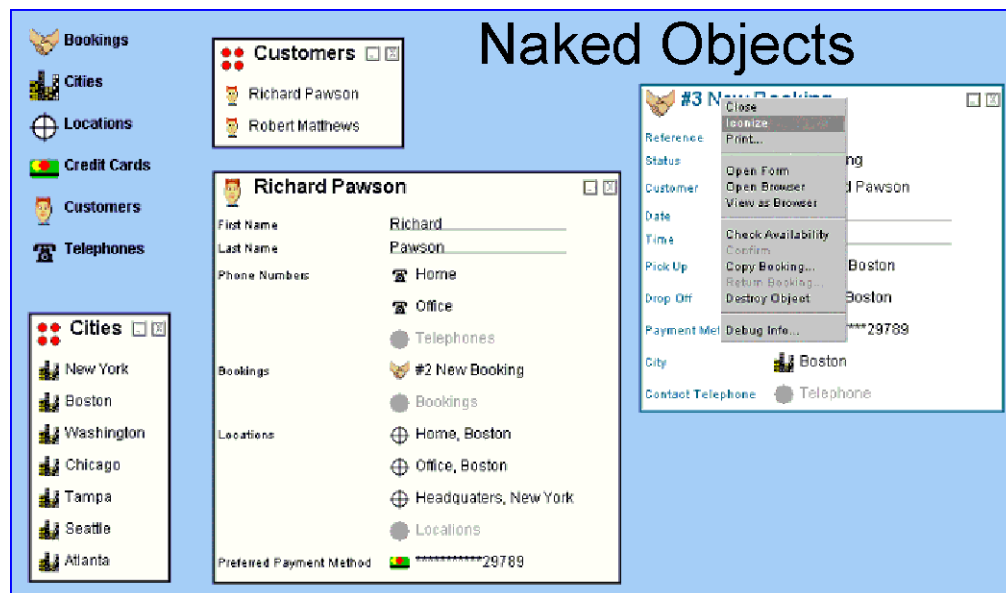 Naked Objects
Bookings
Cities
Locations
Credit Cards
Customers
Telephones
Customers
Richard Pawson
Robert Matthews
Cities
New York
Boston
Washington
Chicago
Tampa
Seattle
Atlanta
Richard Pawson
First Name Richard
Last Name Pawson
Phone Numbers Home
Office
Telephones
Bookings #2 New Booking
Bookings
Locations Home, Boston
Office, Boston
Headquaters, New York
Locations
Preferred Payment Method ***********29789
#3 New Booking
Reference
Status
Customer Pawson
Date
Time
Pick Up Boston
Drop Off Boston
Payment Met ***29789
City Boston
Contact Telephone Telephone
Close
Iconize
Print...
Open Form
Open Browser
View as Browser
Check Availability
Confirm
Copy Booking...
Return Booking...
Destroy Object
Debug Info...